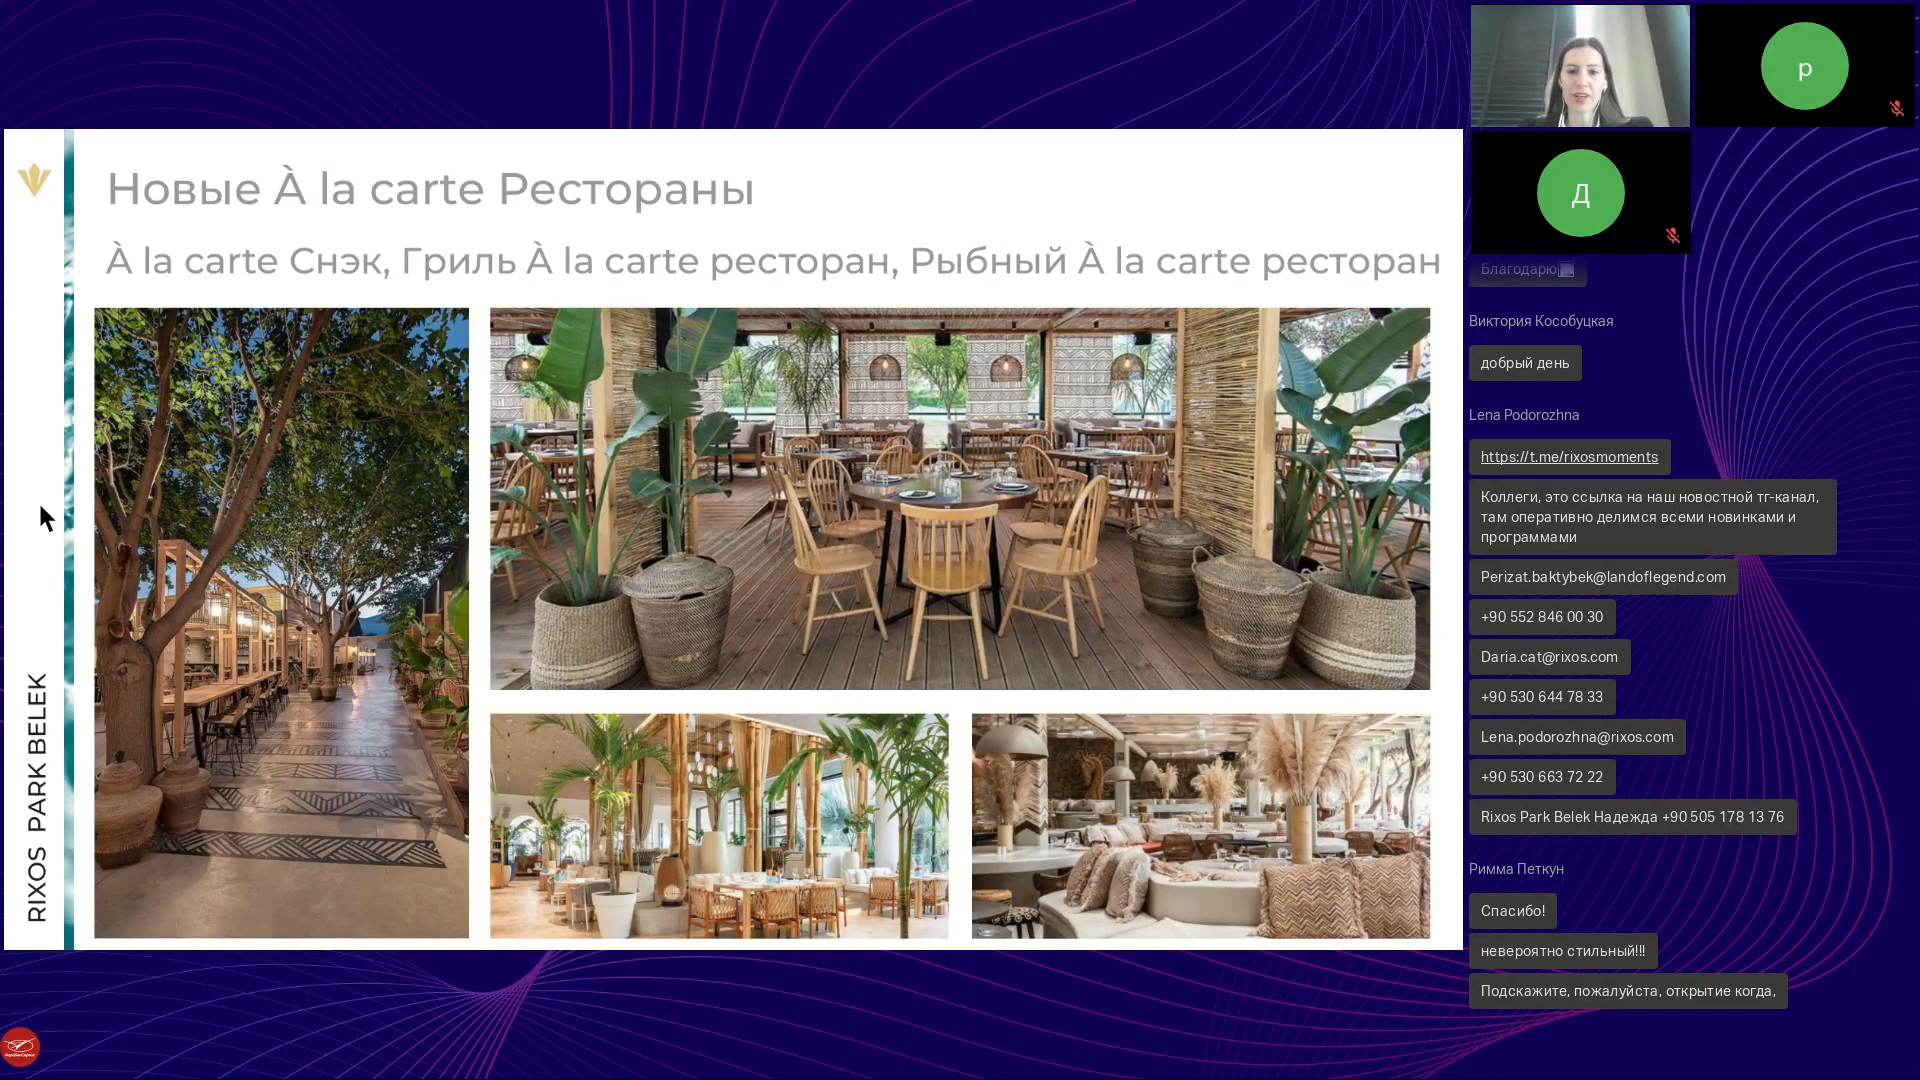 Новые À la carte Рестораны
À la carte Снэк, Гриль À la carte ресторан, Рыбный À la carte ресторан
RIXOS PARK BELEK
р
Д
Благодарю
Виктория Кособуцкая
добрый день
Lena Podorozhna
https://t.me/rixosmoments
Коллеги, это ссылка на наш новостной тг-канал,
там оперативно делимся всеми новинками и
программами
Perizat.baktybek@landoflegend.com
+90 552 846 00 30
Daria.cat@rixos.com
+90 530 644 78 33
Lena.podorozhna@rixos.com
+90 530 663 72 22
Rixos Park Belek Надежда +90 505 178 13 76
Римма Петкун
Спасибо!
невероятно стильный!!!
Подскажите, пожалуйста, открытие когда,